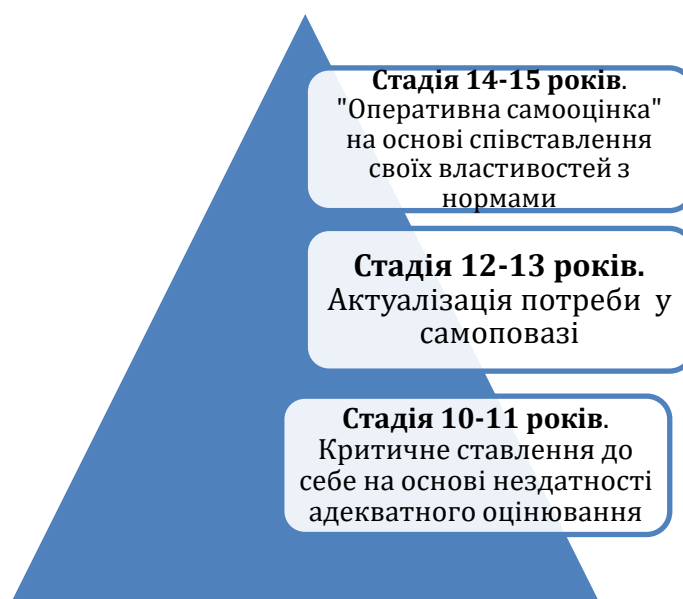 Стадія 14-15 років.
"Оперативна самооцінка"
на основі співставлення
своїх властивостей з
нормами
Стадія 12-13 років.
Актуалізація потреби у
самоповазі
Стадія 10-11 років.
Критичне ставлення до
себе на основі нездатності
адекватного оцінювання